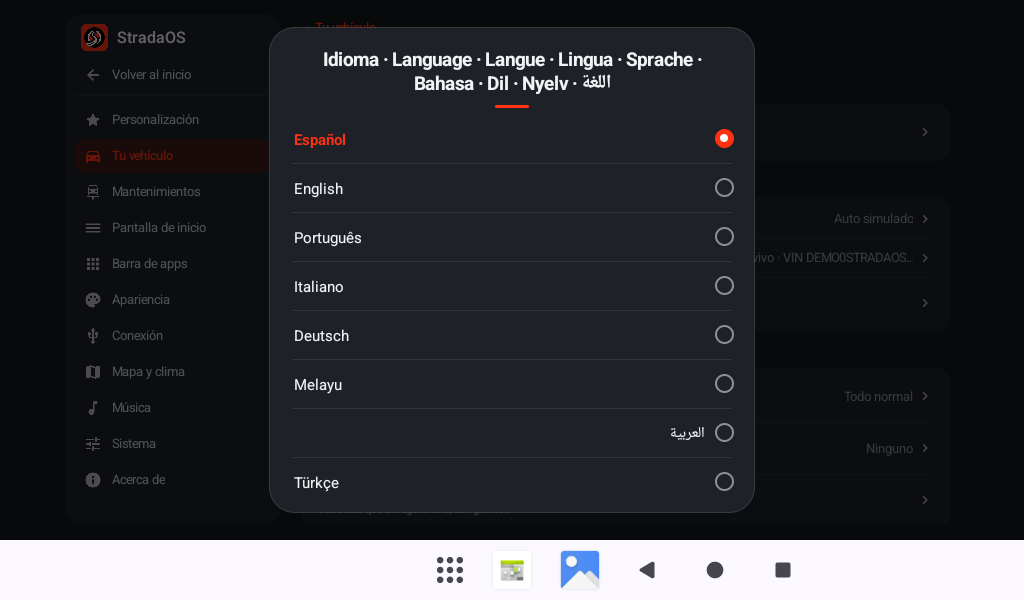 StradaOS
Volver al inicio
Personalización
Tu vehículo
Mantenimientos
Pantalla de inicio
Barra de apps
Apariencia
Conexión
Mapa y clima
Música
Sistema
Acerca de
Tu vehículo
Idioma · Language · Langue · Lingua · Sprache ·
Bahasa · Dil · Nyelv · اللغة
Español
English
Português
Italiano
Deutsch
Melayu
العربية
Türkçe
Auto simulado
vivo · VIN DEMO0STRADAOS...
Todo normal
Ninguno